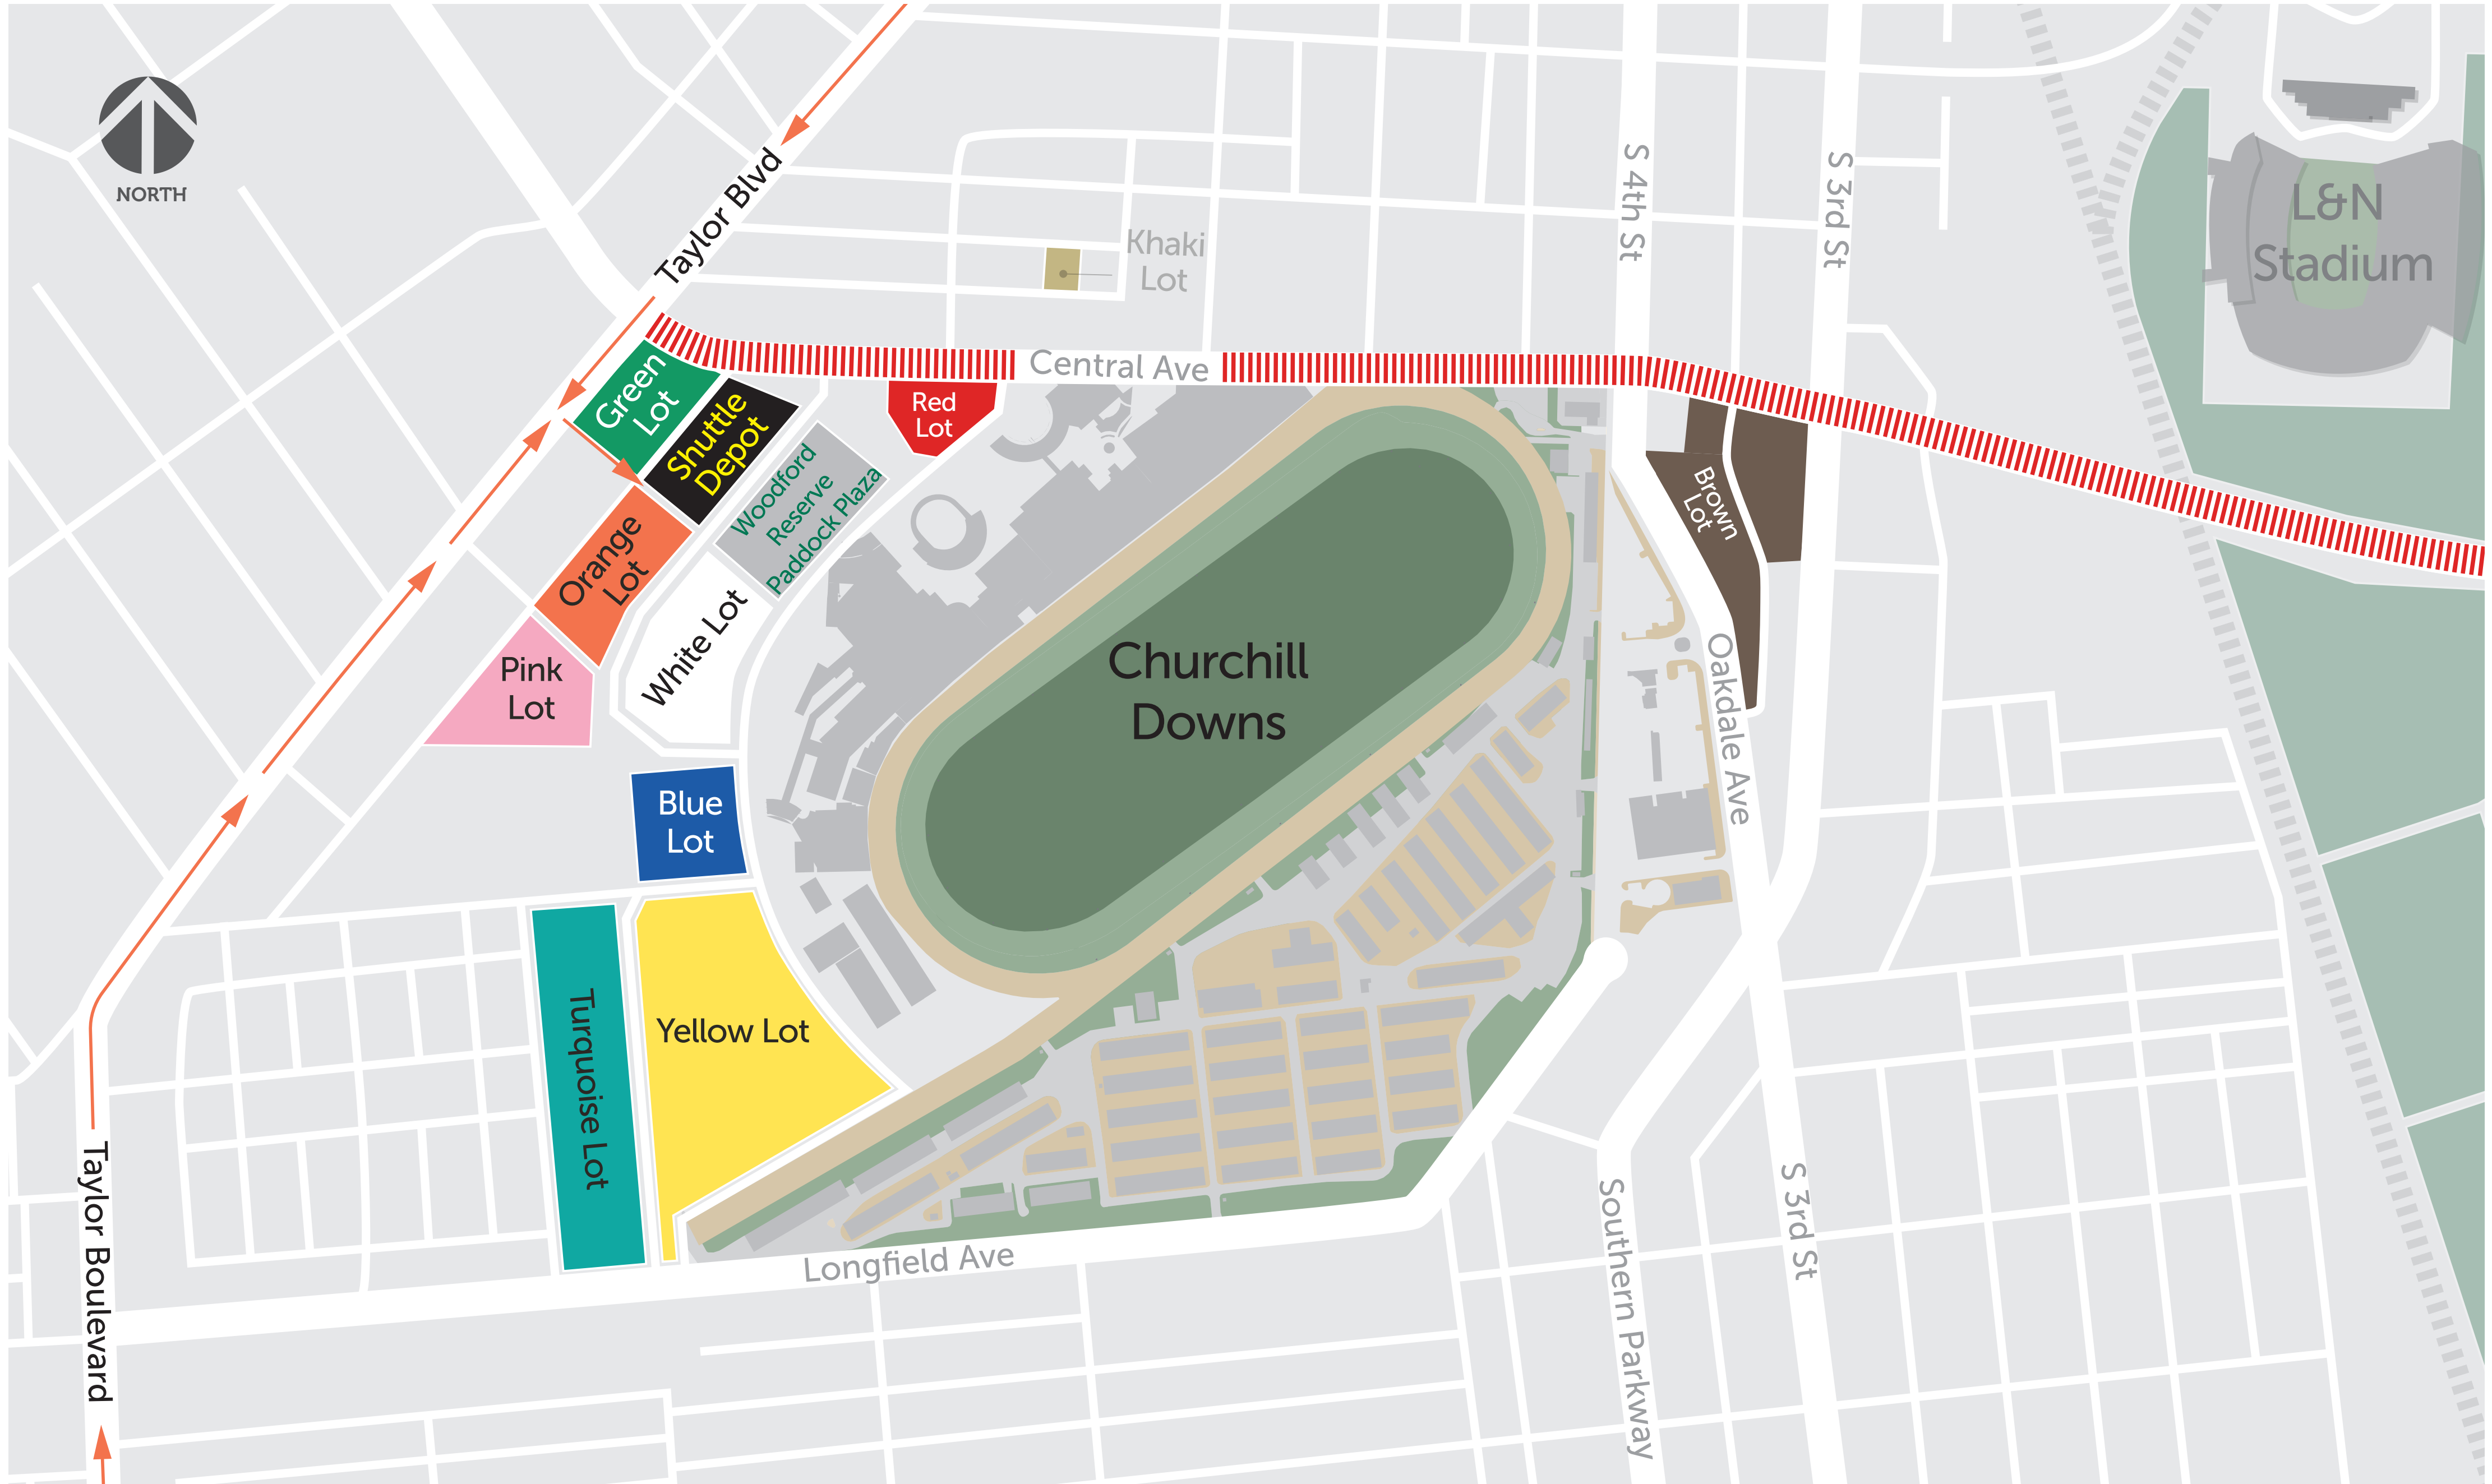 NORTH
Taylor Blvd
Khaki
Lot
S 4th St
S 3rd St
L&N
Stadium
Central Ave
Green
Lot
Shuttle
Depot
Red
Lot
Woodford
Reserve
Paddock Plaza
Orange
Lot
White Lot
Pink
Lot
Brown
Lot
Churchill
Downs
Oakdale Ave
Blue
Lot
Turquoise Lot
Yellow Lot
Taylor Boulevard
Longfield Ave
Southern Parkway
S 3rd St